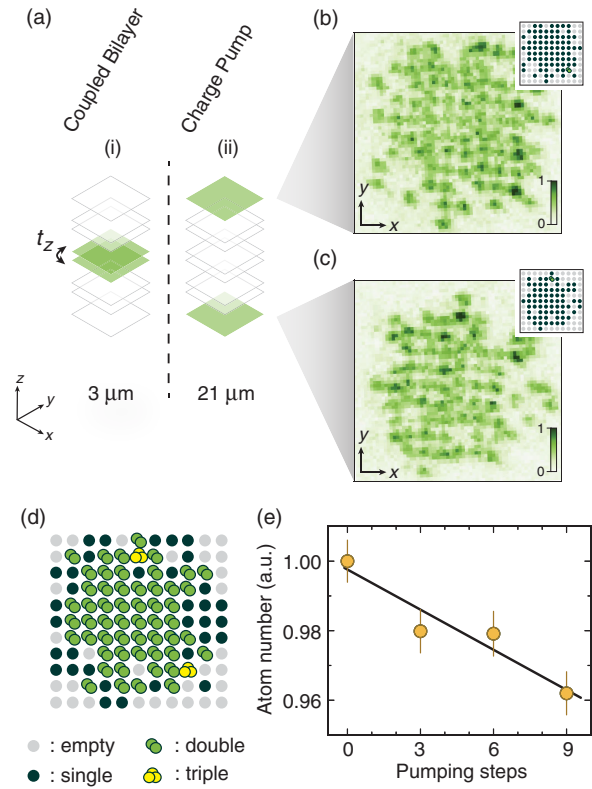 (a)
Coupled Bilayer
Charge Pump
(i)
(ii)
t_z
3 μm
21 μm
z
y
x
(b)
y
x
1
0
(c)
y
x
1
0
(d)
: empty
: double
: single
: triple
(e)
Atom number (a.u.)
1.00
0.98
0.96
0
3
6
9
Pumping steps